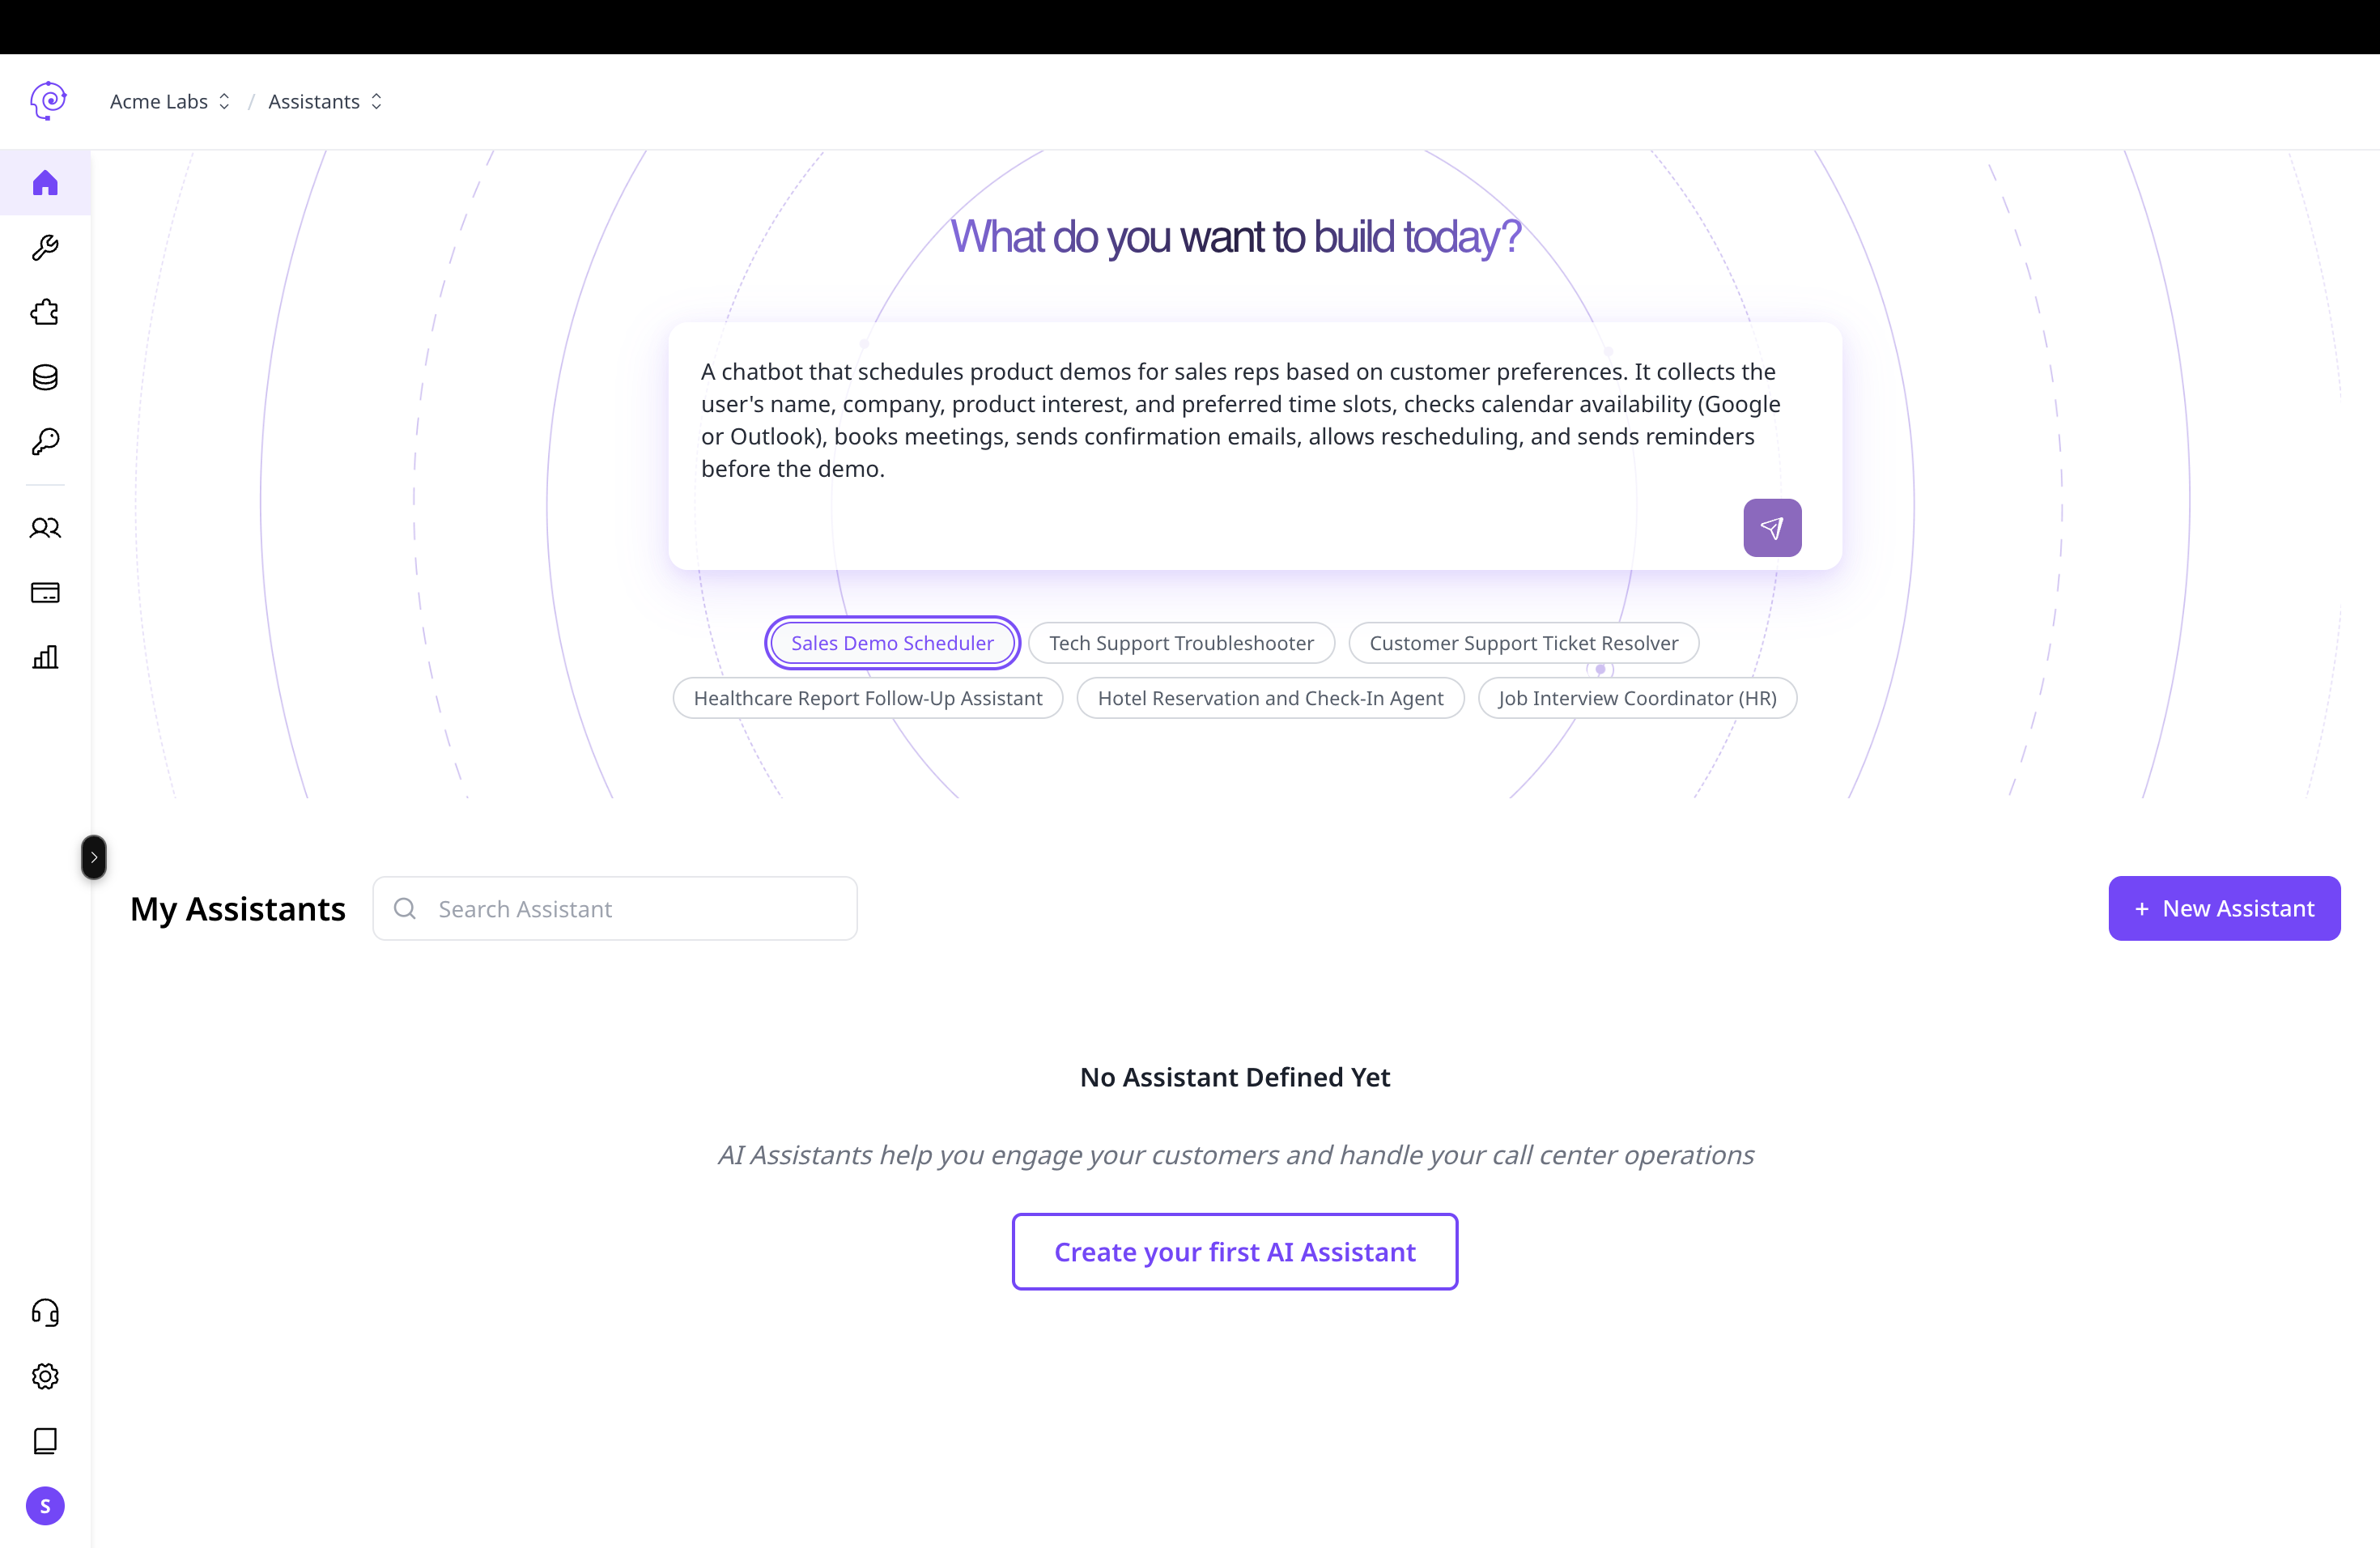 Acme Labs / Assistants
What do you want to build today?
A chatbot that schedules product demos for sales reps based on customer preferences. It collects the
user's name, company, product interest, and preferred time slots, checks calendar availability (Google
or Outlook), books meetings, sends confirmation emails, allows rescheduling, and sends reminders
before the demo.
Sales Demo Scheduler Tech Support Troubleshooter Customer Support Ticket Resolver
Healthcare Report Follow-Up Assistant Hotel Reservation and Check-In Agent Job Interview Coordinator (HR)
My Assistants Search Assistant + New Assistant
No Assistant Defined Yet
AI Assistants help you engage your customers and handle your call center operations
Create your first AI Assistant
S